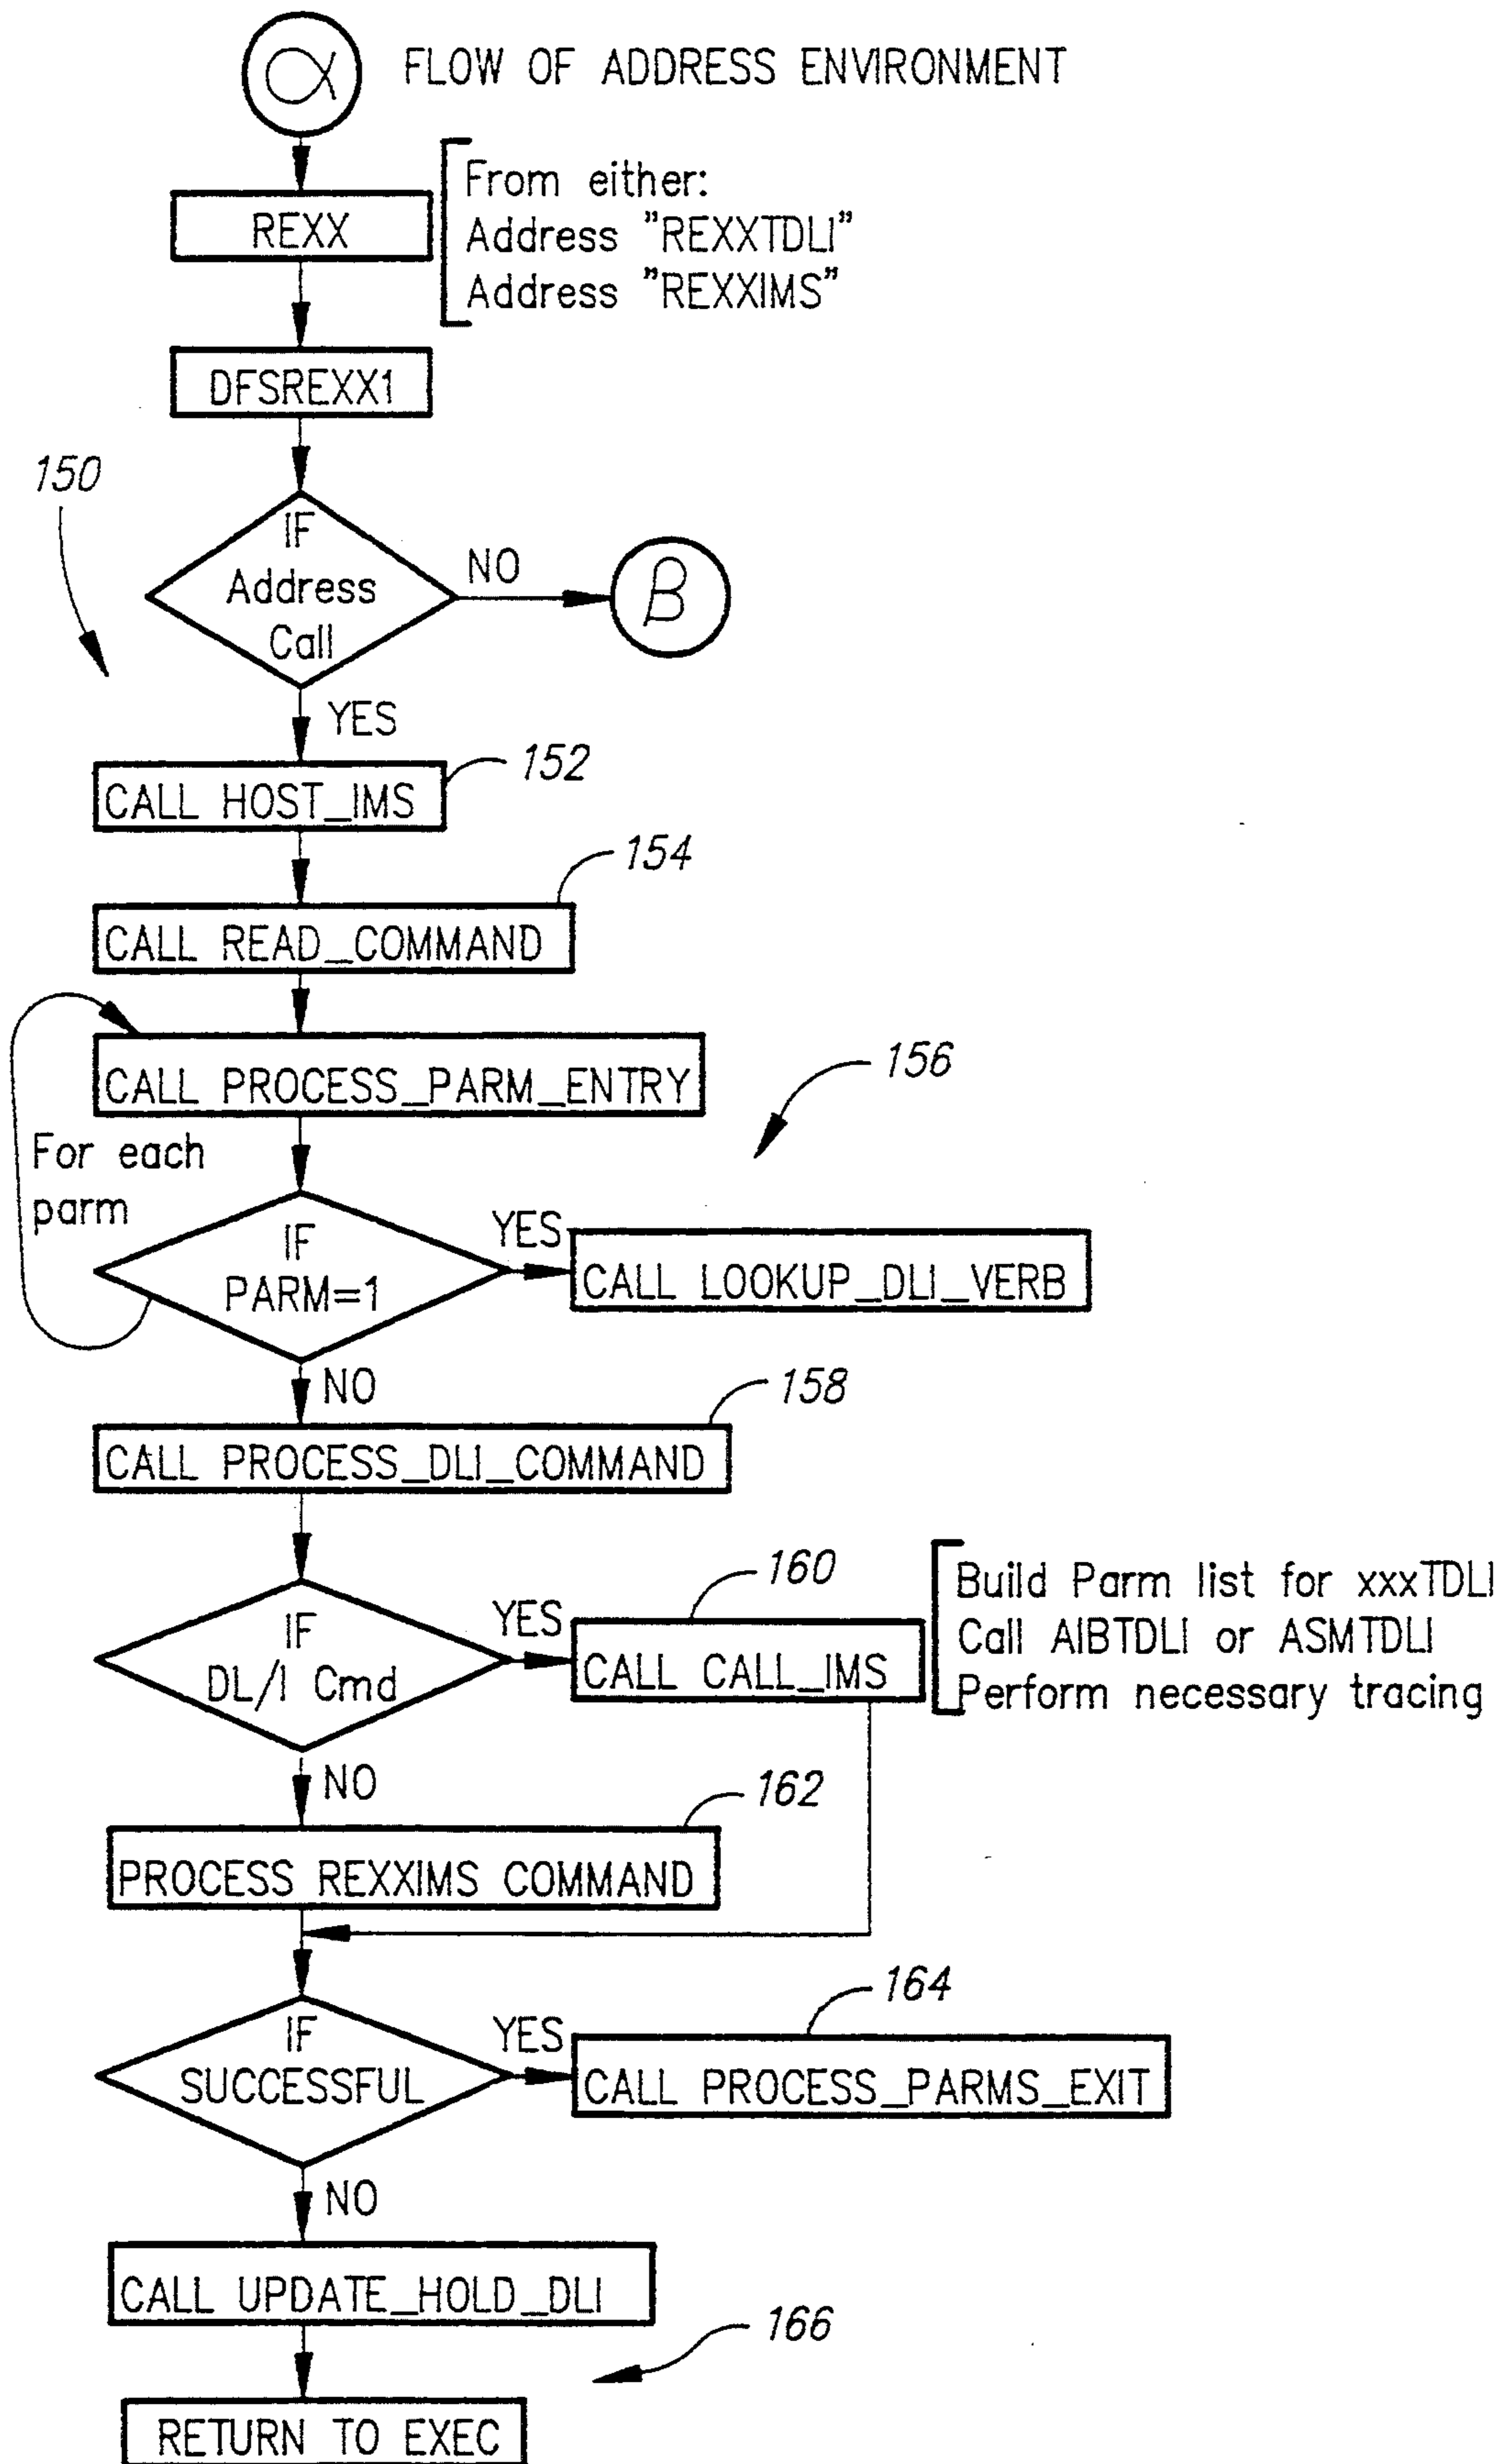 α FLOW OF ADDRESS ENVIRONMENT
REXX
From either:
Address "REXXTDLI"
Address "REXXIMS"
DFSREXX1
150
IF
Address
Call
NO
β
YES
CALL HOST_IMS
152
154
CALL READ_COMMAND
CALL PROCESS_PARM_ENTRY
156
For each
parm
IF
PARM=1
YES
CALL LOOKUP_DLI_VERB
NO
158
CALL PROCESS_DLI_COMMAND
IF
DL/I Cmd
YES
160
CALL CALL_IMS
Build Parm list for xxxTDLI
Call AIBTDLI or ASMTDLI
Perform necessary tracing
NO
162
PROCESS REXXIMS COMMAND
IF
SUCCESSFUL
YES
164
CALL PROCESS_PARMS_EXIT
NO
CALL UPDATE_HOLD_DLI
166
RETURN TO EXEC